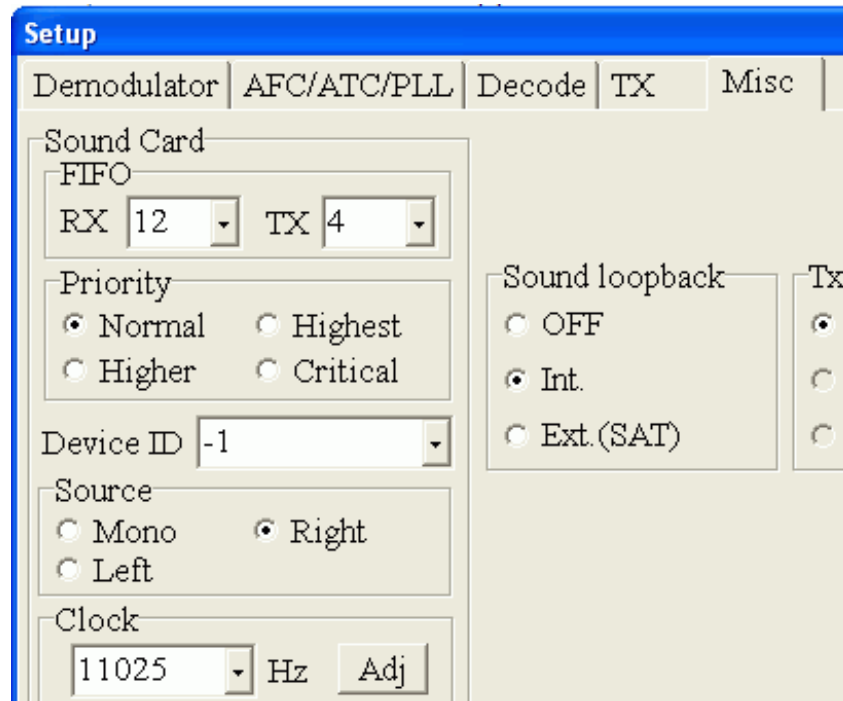 Setup
Demodulator AFC/ATC/PLL Decode TX Misc
Sound Card
FIFO
RX 12 TX 4
Priority
Normal Highest
Higher Critical
Device ID -1
Source
Mono Right
Left
Clock
11025 Hz Adj
Sound loopback
OFF
Int.
Ext.(SAT)
Tx